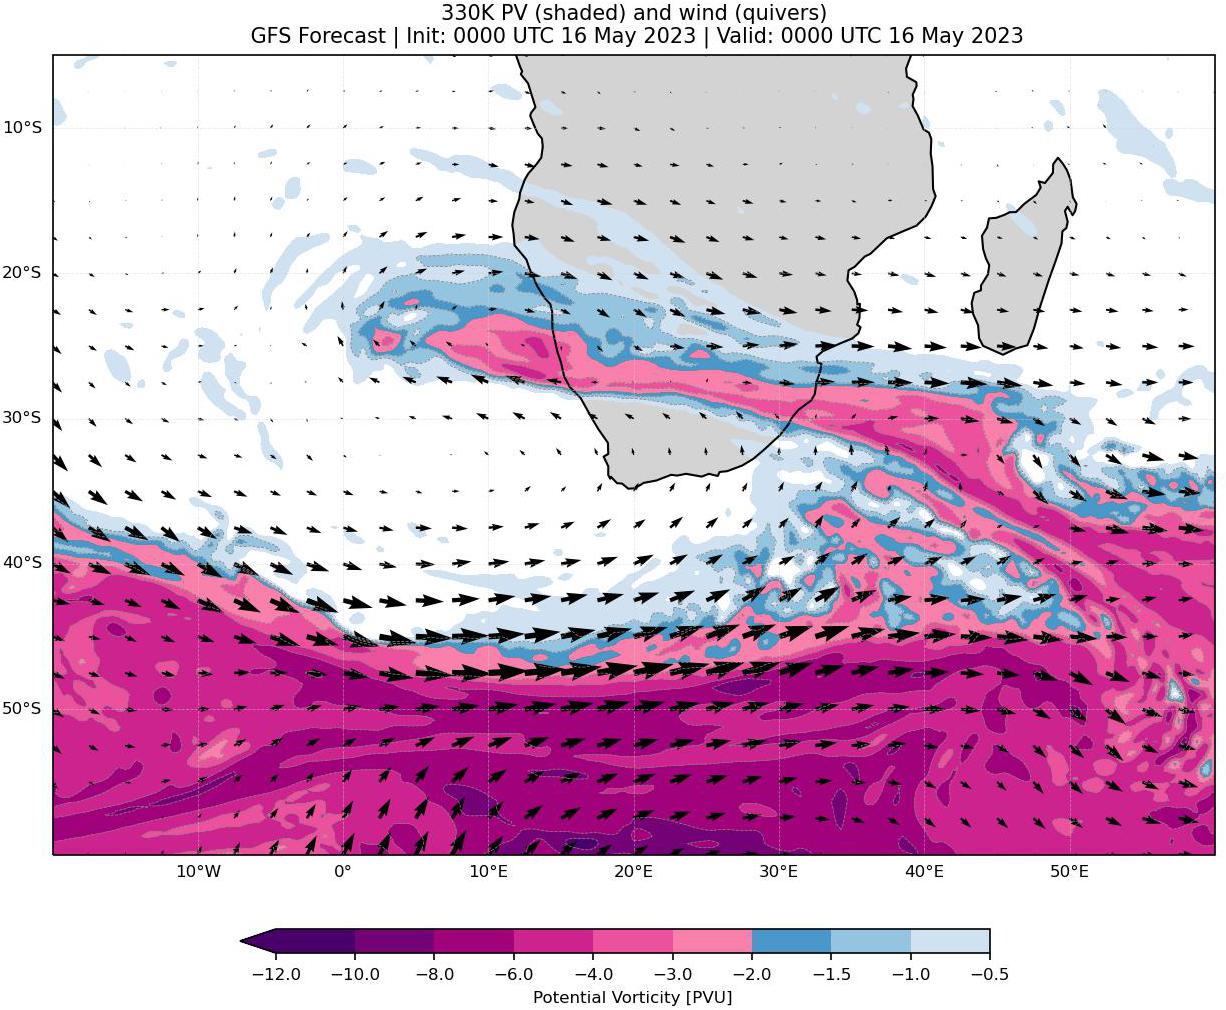 330K PV (shaded) and wind (quivers)
GFS Forecast | Init: 0000 UTC 16 May 2023 | Valid: 0000 UTC 16 May 2023
10°S
20°S
30°S
40°S
50°S
10°W 0° 10°E 20°E 30°E 40°E 50°E
−12.0 −10.0 −8.0 −6.0 −4.0 −3.0 −2.0 −1.5 −1.0 −0.5
Potential Vorticity [PVU]